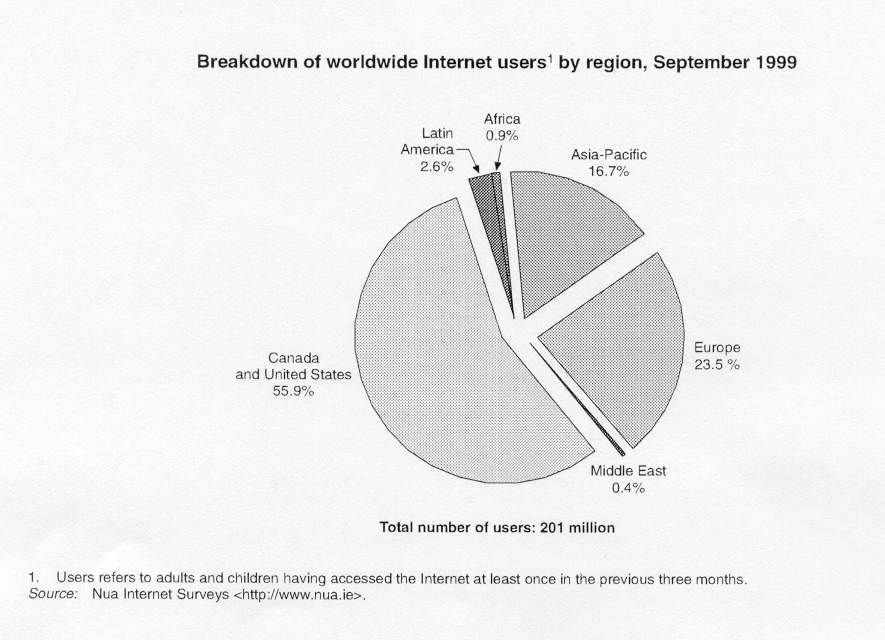 Breakdown of worldwide Internet users¹ by region, September 1999
Africa
0.9%
Latin
America
2.6%
Asia-Pacific
16.7%
Europe
23.5 %
Canada
and United States
55.9%
Middle East
0.4%
Total number of users: 201 million
1. Users refers to adults and children having accessed the Internet at least once in the previous three months.
Source: Nua Internet Surveys <http://www.nua.ie>.